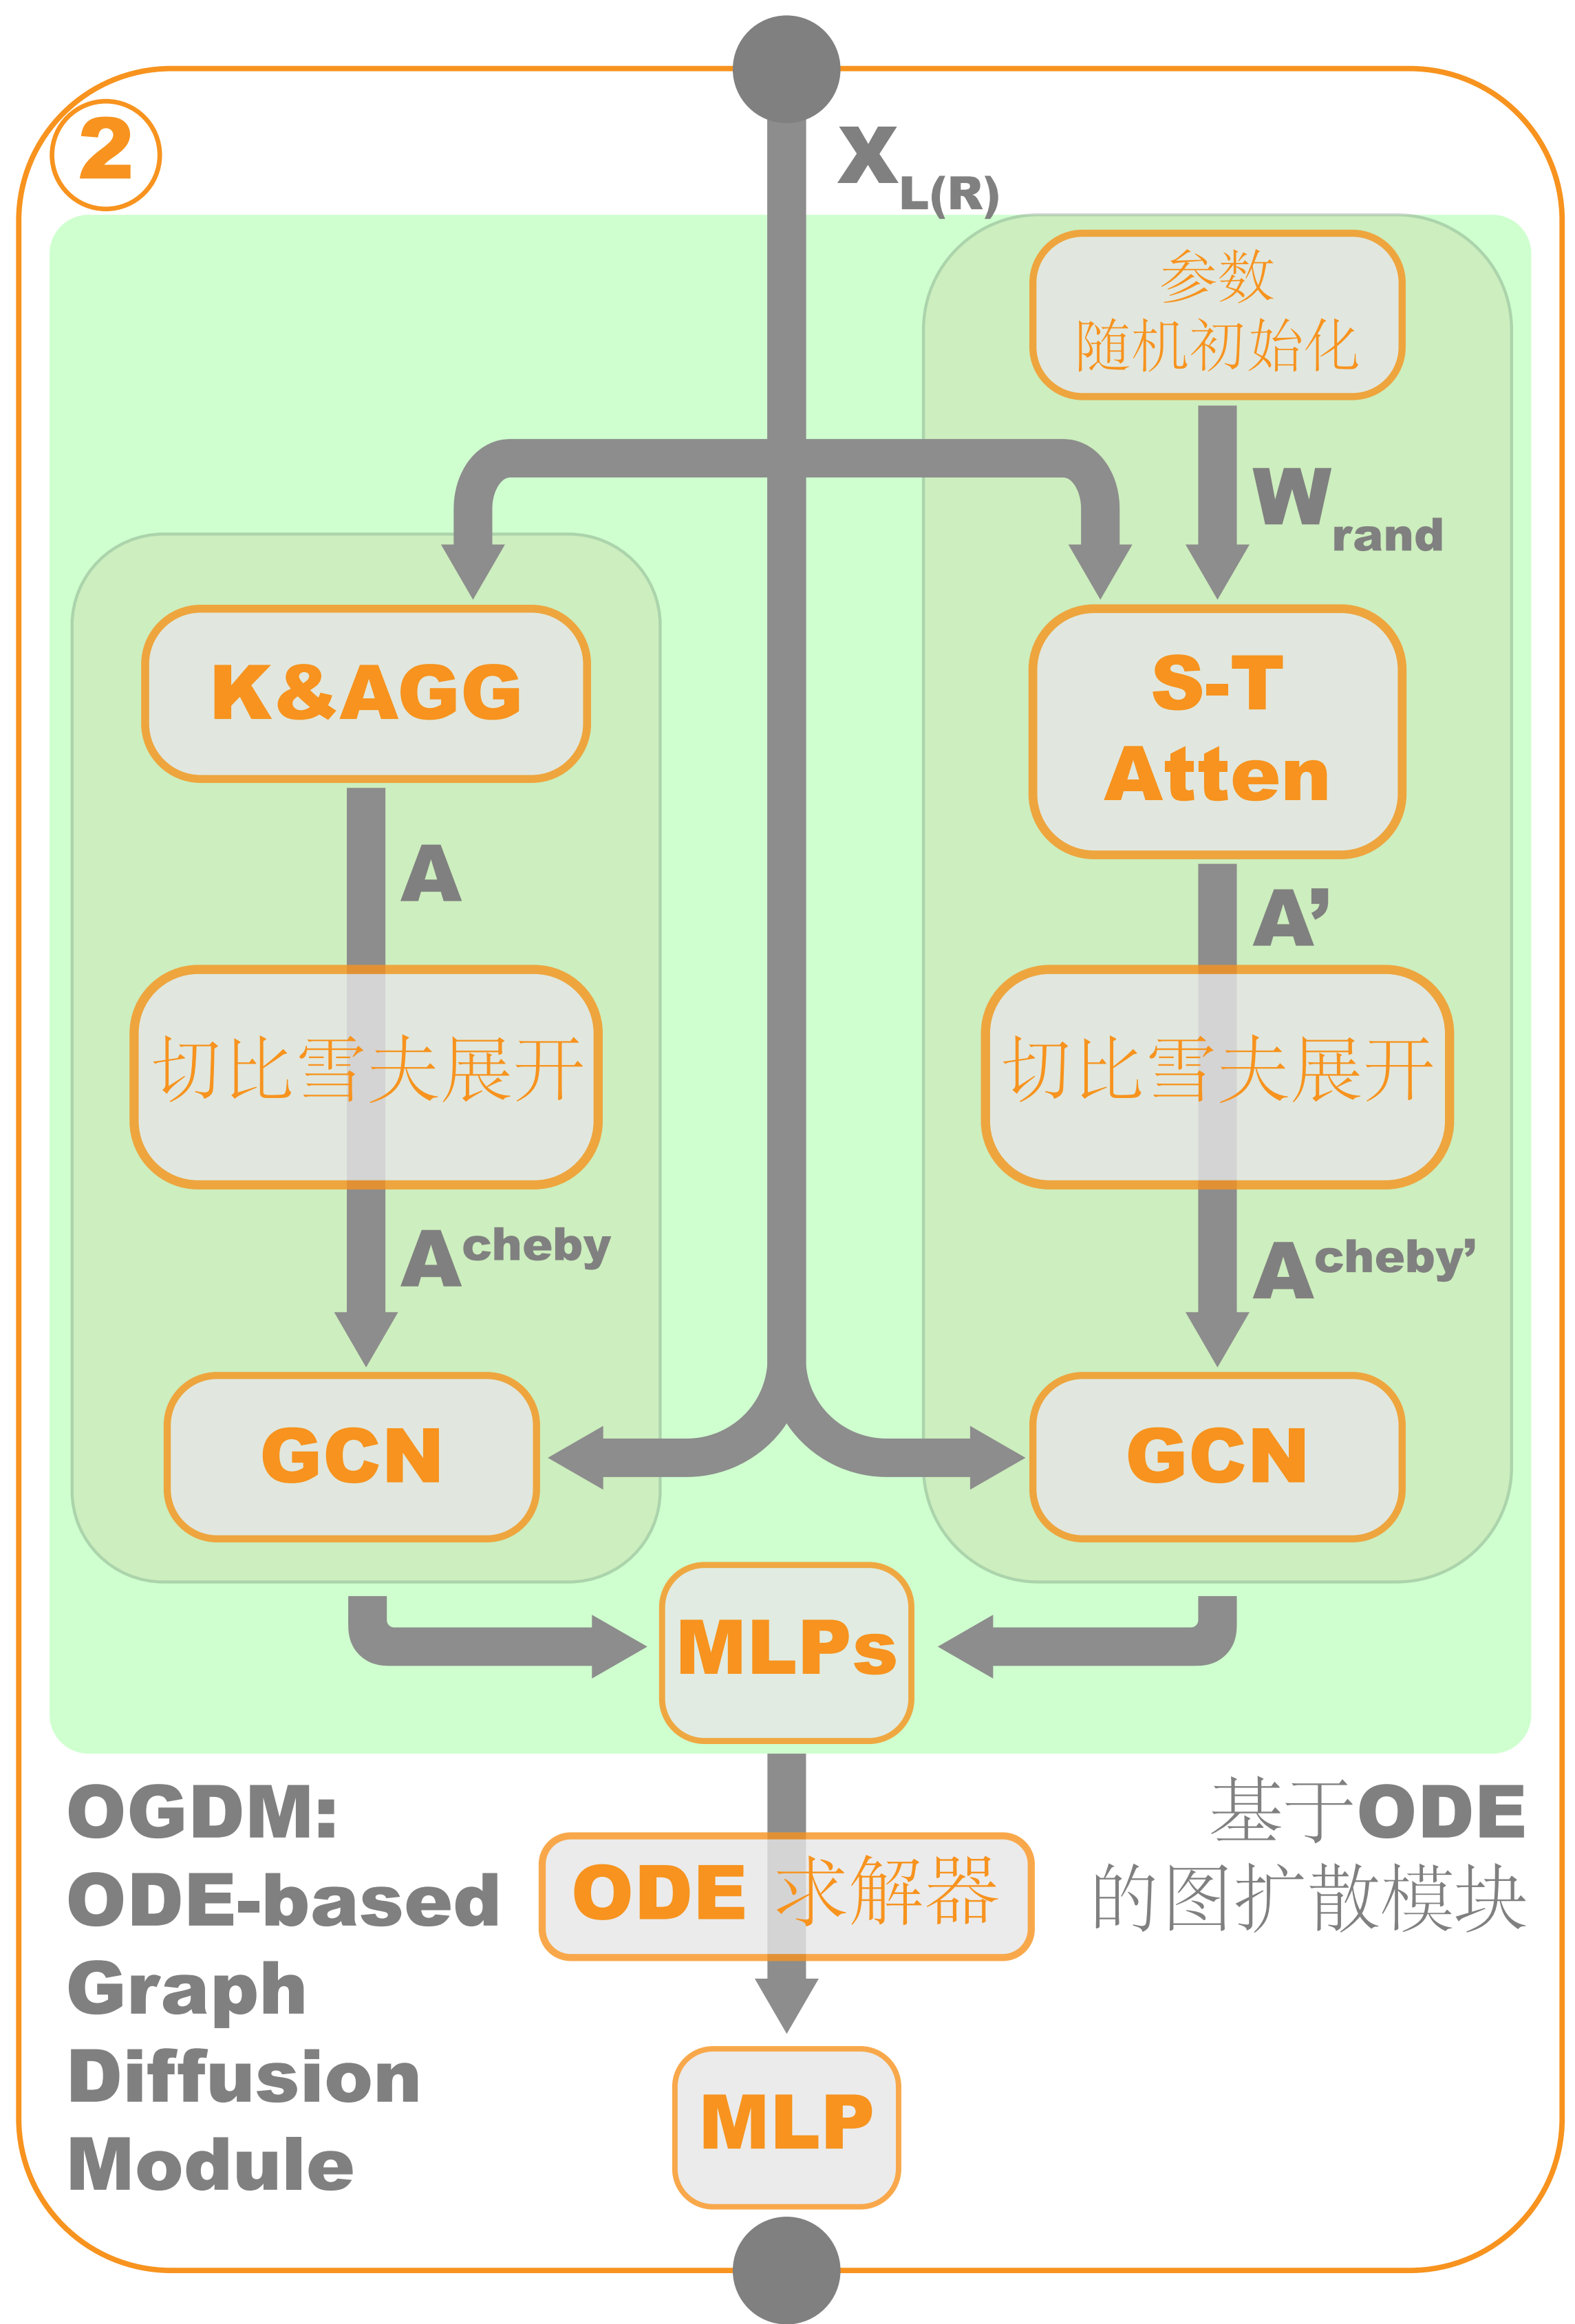 2
X L(R)
参数
随机初始化
W rand
K&AGG
S-T
Atten
A
A’
切比雪夫展开
切比雪夫展开
A cheby
A cheby’
GCN
GCN
MLPs
OGDM:
ODE-based
Graph
Diffusion
Module
基于ODE
的图扩散模块
ODE 求解器
MLP